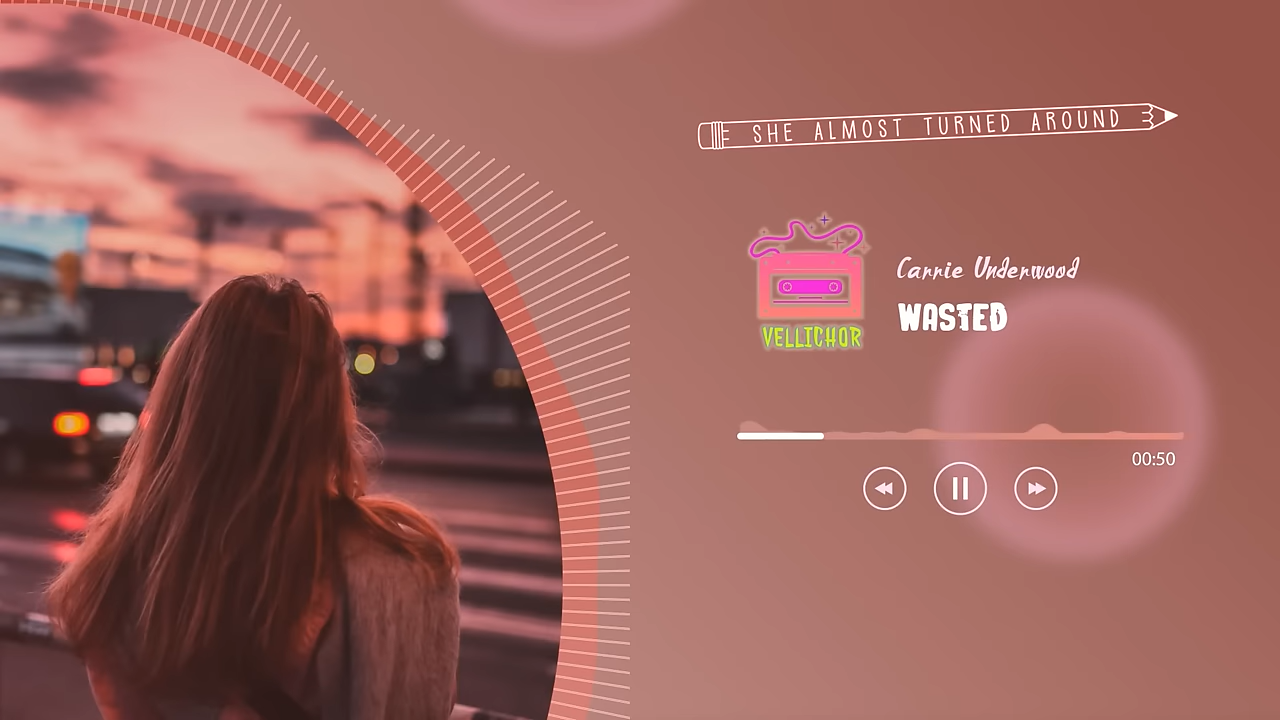 SHE ALMOST TURNED AROUND
Carrie Underwood
WASTED
VELLICHOR
00:50